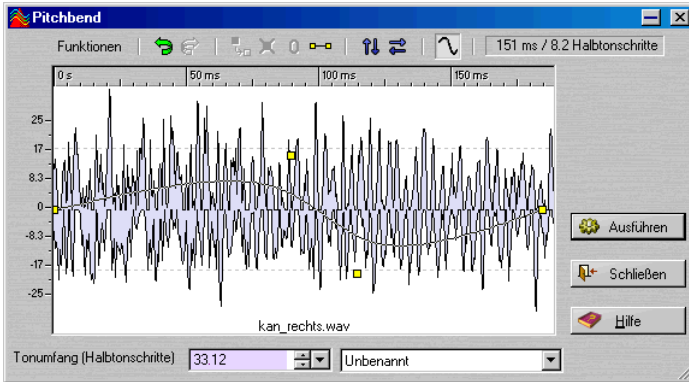 Pitchbend
Funktionen
151 ms / 8.2 Halbtonschritte
0 s 50 ms 100 ms 150 ms
25
17
8.3
0
-8.3
-17
-25
kan_rechts.wav
Ausführen
Schließen
Hilfe
Tonumfang (Halbtonschritte) 33.12 Unbenannt